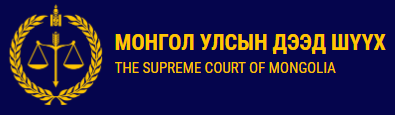 МОНГОЛ УЛСЫН ДЭЭД ШҮҮХ
THE SUPREME COURT OF MONGOLIA